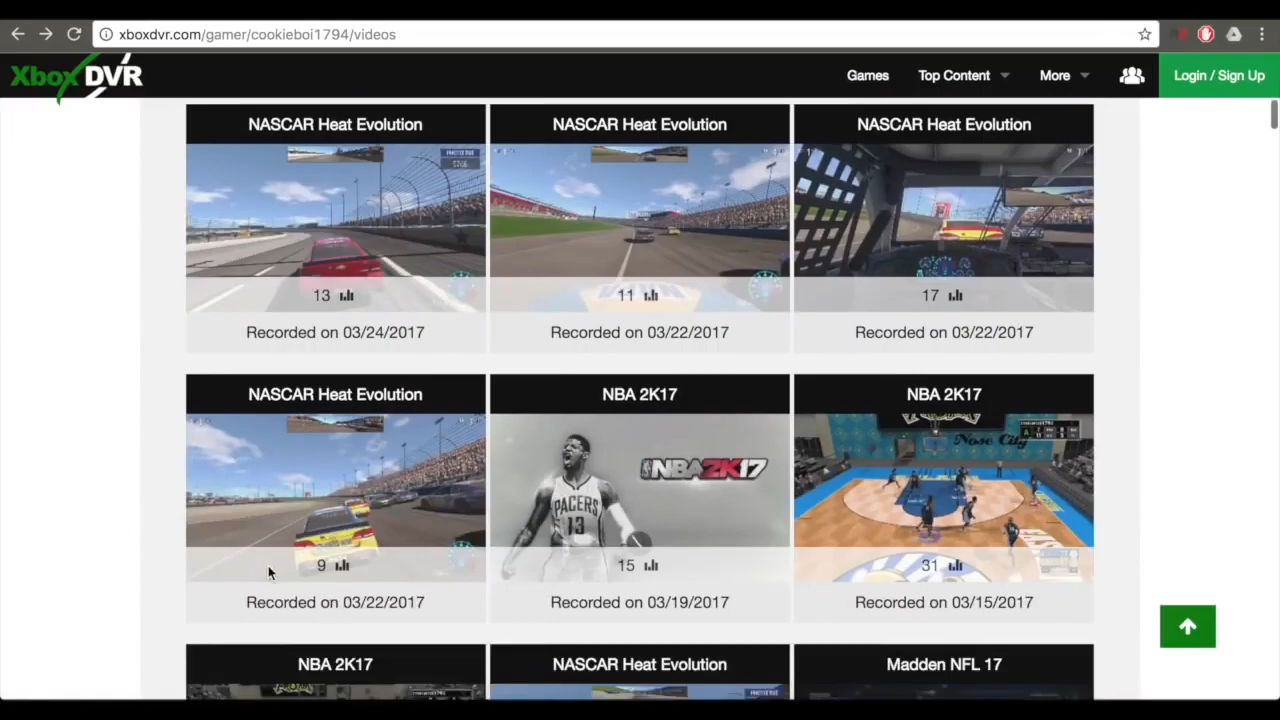 xboxdvr.com/gamer/cookieboi1794/videos
Xbox DVR
Games
Top Content
More
Login / Sign Up
NASCAR Heat Evolution
NASCAR Heat Evolution
NASCAR Heat Evolution
13
11
17
Recorded on 03/24/2017
Recorded on 03/22/2017
Recorded on 03/22/2017
NASCAR Heat Evolution
NBA 2K17
NBA 2K17
NBA2K17
PACERS
13
Nose City
9
15
31
Recorded on 03/22/2017
Recorded on 03/19/2017
Recorded on 03/15/2017
NBA 2K17
NASCAR Heat Evolution
Madden NFL 17